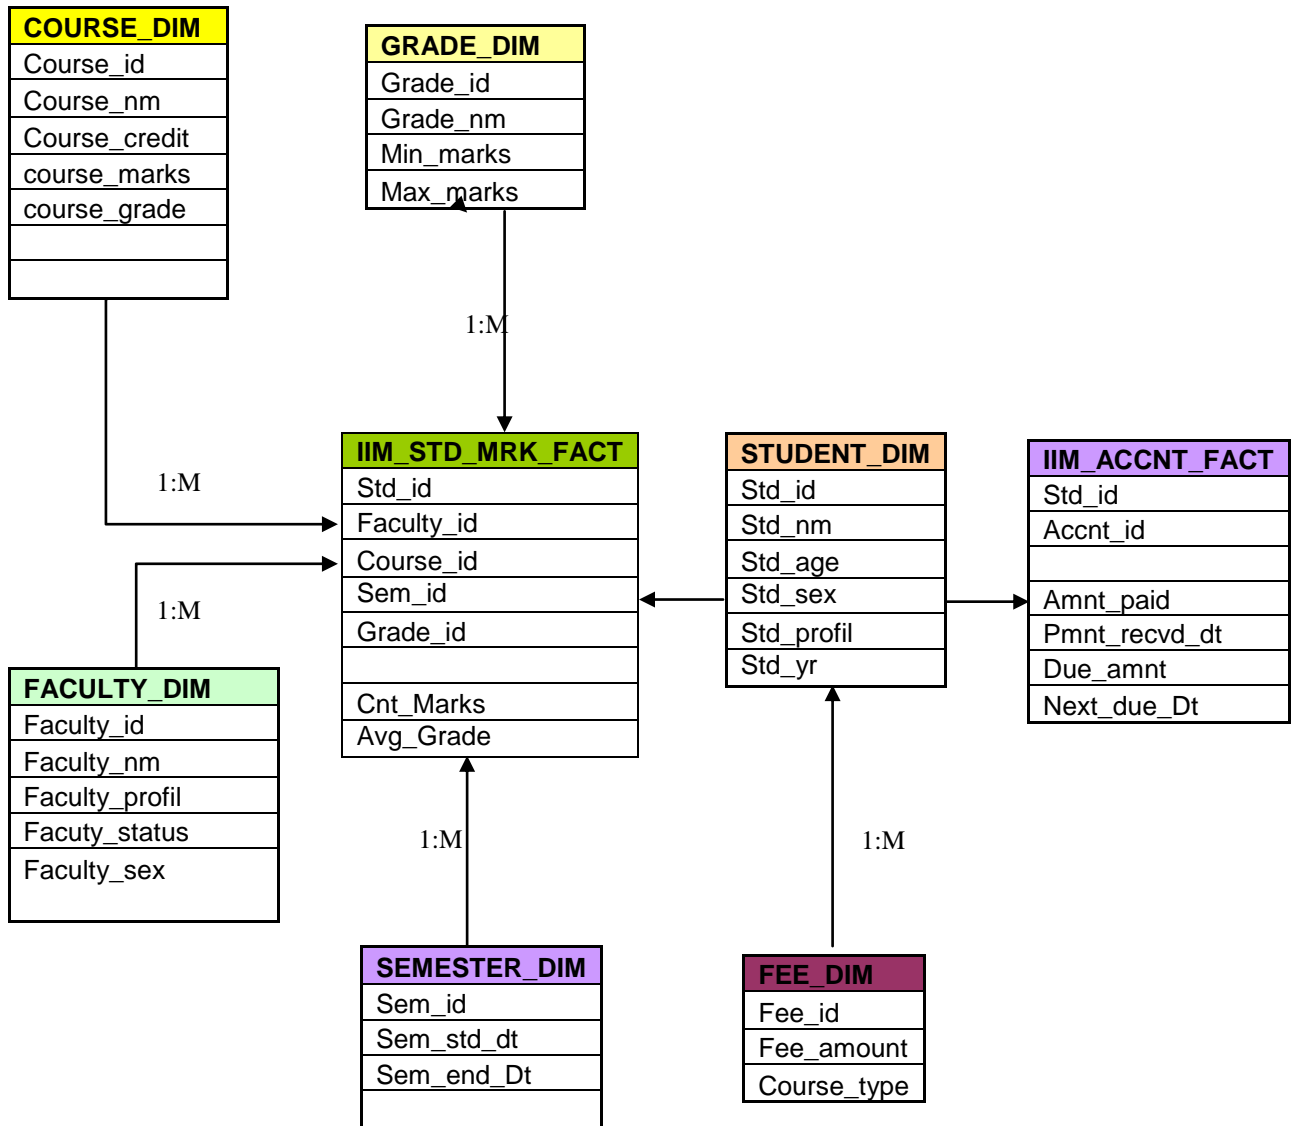 COURSE_DIM
Course_id
Course_nm
Course_credit
course_marks
course_grade
GRADE_DIM
Grade_id
Grade_nm
Min_marks
Max_marks
1:M
1:M
1:M
IIM_STD_MRK_FACT
Std_id
Faculty_id
Course_id
Sem_id
Grade_id
Cnt_Marks
Avg_Grade
STUDENT_DIM
Std_id
Std_nm
Std_age
Std_sex
Std_profil
Std_yr
IIM_ACCNT_FACT
Std_id
Accnt_id
Amnt_paid
Pmnt_recvd_dt
Due_amnt
Next_due_Dt
FACULTY_DIM
Faculty_id
Faculty_nm
Faculty_profil
Facuty_status
Faculty_sex
1:M
1:M
SEMESTER_DIM
Sem_id
Sem_std_dt
Sem_end_Dt
FEE_DIM
Fee_id
Fee_amount
Course_type